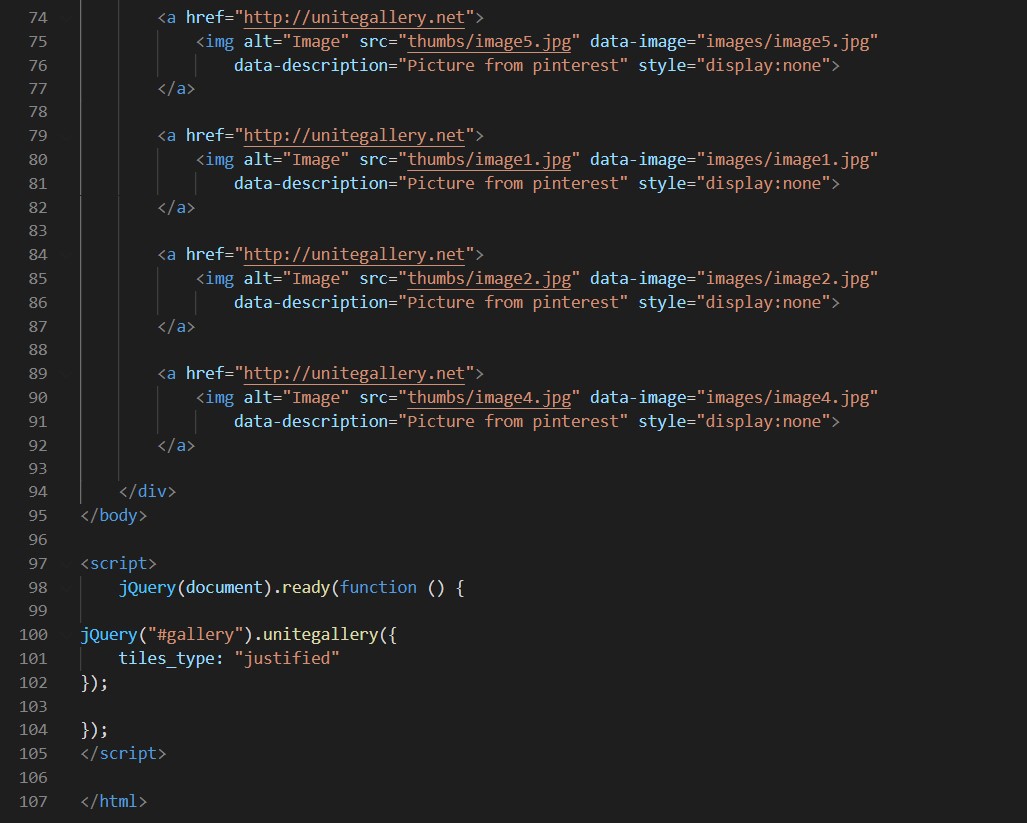 74 <a href="http://unitegallery.net">
75 <img alt="Image" src="thumbs/image5.jpg" data-image="images/image5.jpg"
76 data-description="Picture from pinterest" style="display:none">
77 </a>
78
79 <a href="http://unitegallery.net">
80 <img alt="Image" src="thumbs/image1.jpg" data-image="images/image1.jpg"
81 data-description="Picture from pinterest" style="display:none">
82 </a>
83
84 <a href="http://unitegallery.net">
85 <img alt="Image" src="thumbs/image2.jpg" data-image="images/image2.jpg"
86 data-description="Picture from pinterest" style="display:none">
87 </a>
88
89 <a href="http://unitegallery.net">
90 <img alt="Image" src="thumbs/image4.jpg" data-image="images/image4.jpg"
91 data-description="Picture from pinterest" style="display:none">
92 </a>
93
94 </div>
95 </body>
96
97 <script>
98 jQuery(document).ready(function () {
99
100 jQuery("#gallery").unitegallery({
101 tiles_type: "justified"
102 });
103
104 });
105 </script>
106
107 </html>